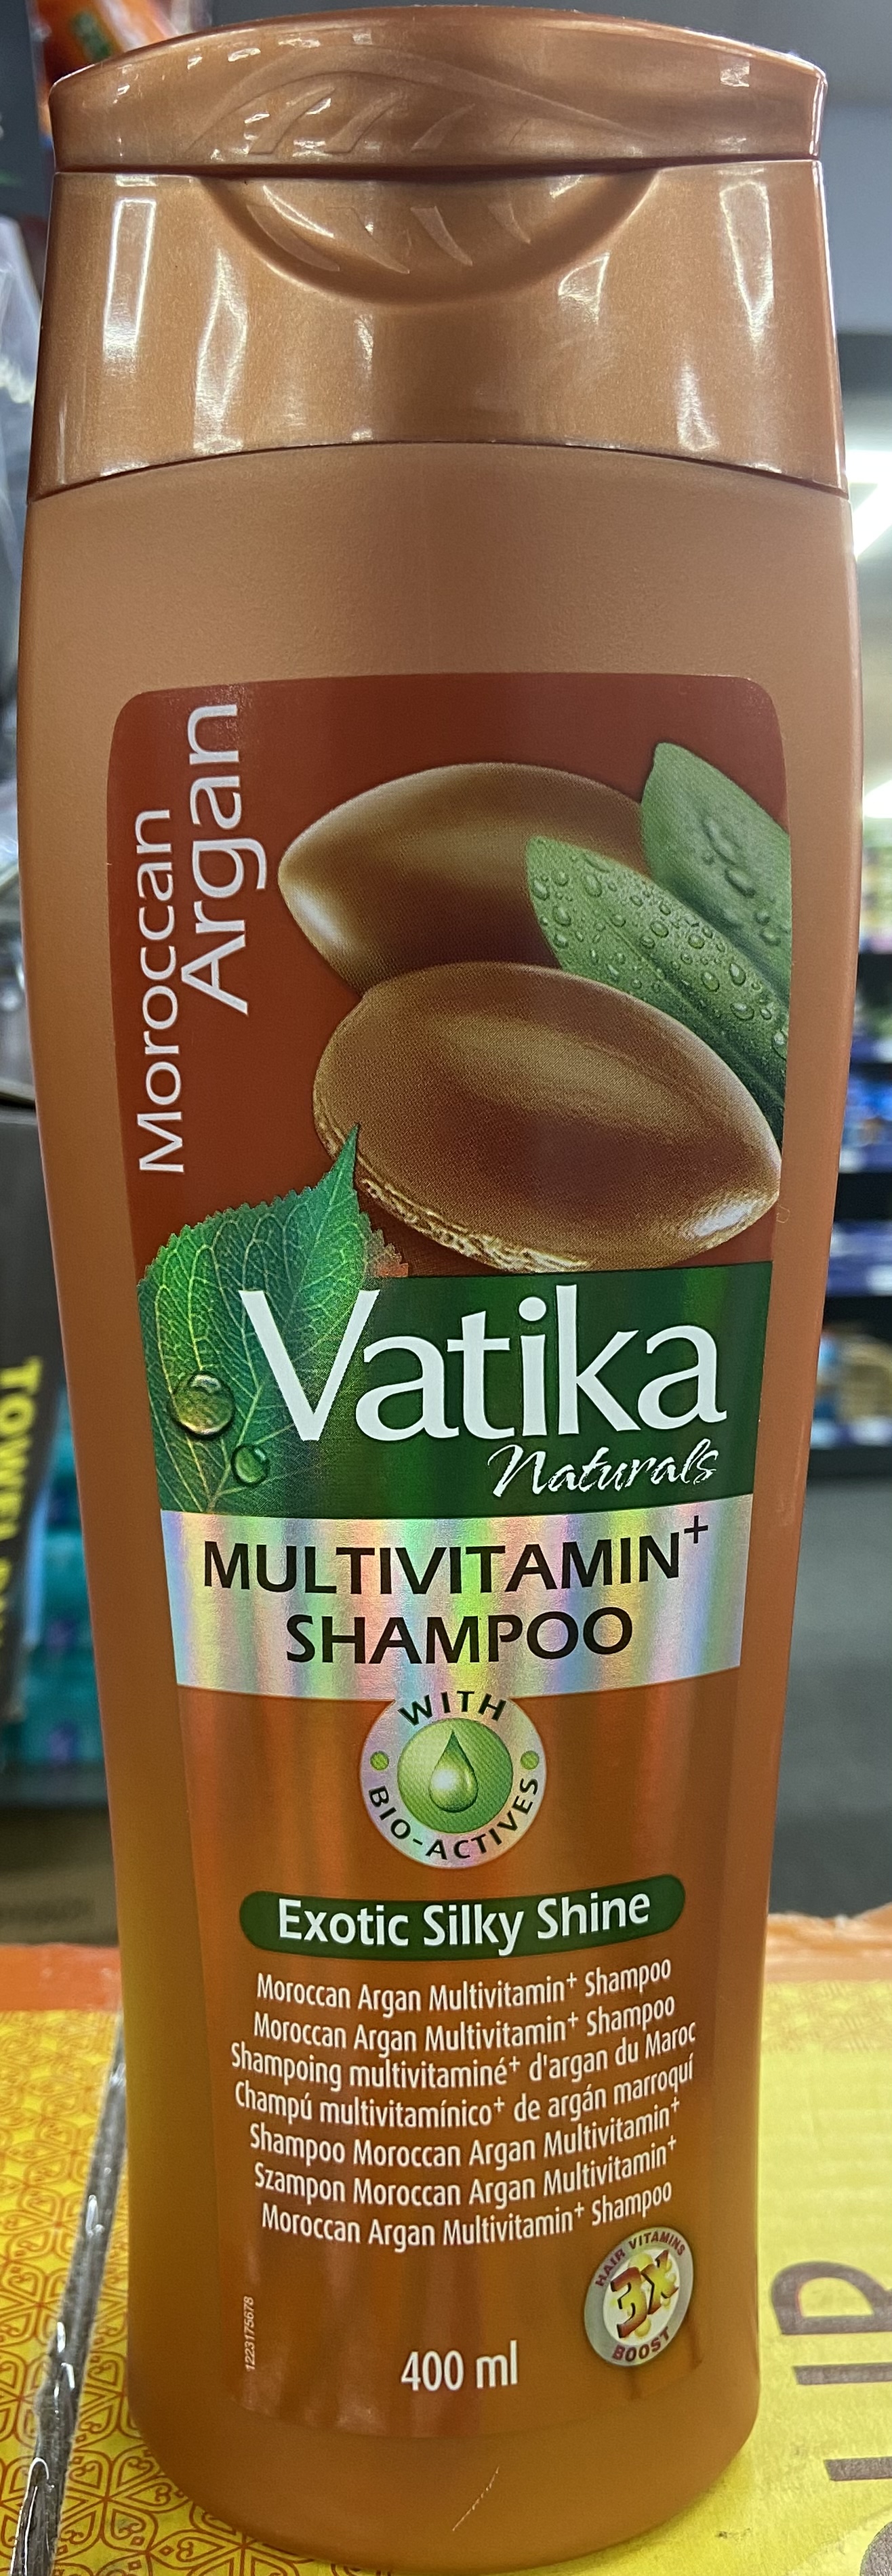 Moroccan
Argan
Vatika
Naturals
MULTIVITAMIN+
SHAMPOO
WITH
BIO-ACTIVES
Exotic Silky Shine
Moroccan Argan Multivitamin+ Shampoo
Moroccan Argan Multivitamin+ Shampoo
Shampoing multivitaminé+ d'argan du Maroc
Champú multivitamínico+ de argán marroquí
Shampoo Moroccan Argan Multivitamin+
Szampon Moroccan Argan Multivitamin+
Moroccan Argan Multivitamin+ Shampoo
HAIR VITAMINS
3X
BOOST
1223175678
400 ml
TOWEL